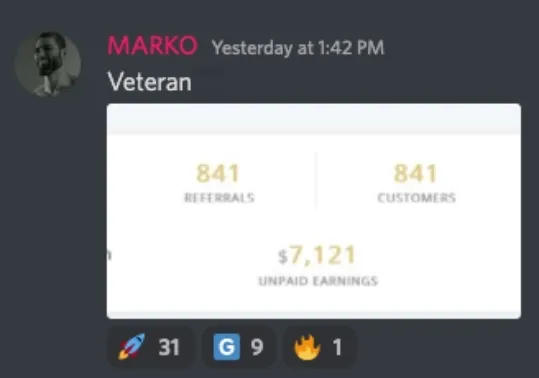 MARKO Yesterday at 1:42 PM
Veteran
841 841
REFERRALS CUSTOMERS
$7,121
UNPAID EARNINGS
🚀 31 G 9 🔥 1